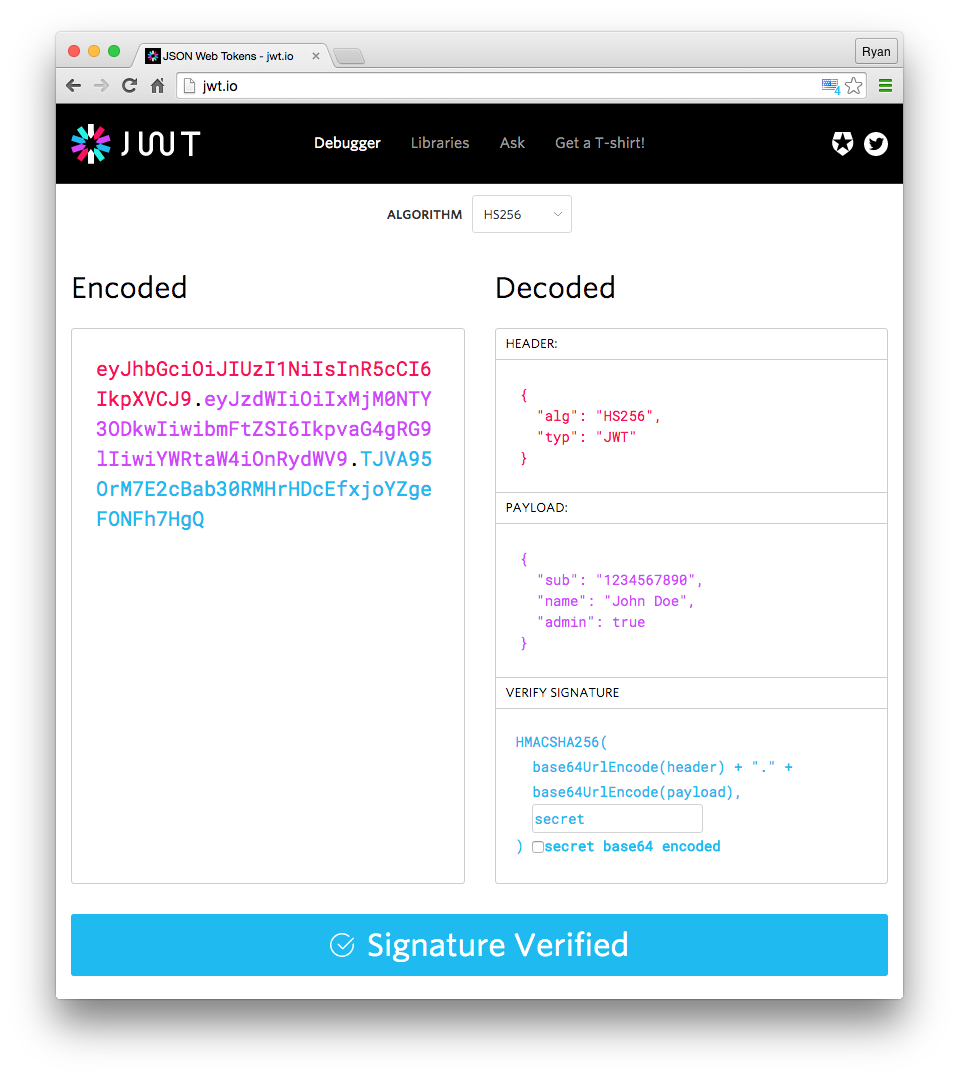 JSON Web Tokens - jwt.io
Ryan
jwt.io
4
JWT
Debugger Libraries Ask Get a T-shirt!
ALGORITHM HS256
Encoded
eyJhbGciOiJIUzI1NiIsInR5cCI6
IkpXVCJ9.eyJzdWIiOiIxMjM0NTY
3ODkwIiwibmFtZSI6IkpvaG4gRG9
lIiwiYWRtaW4iOnRydWV9.TJVA95
OrM7E2cBab30RMHrHDcEfxjoYZge
FONFh7HgQ
Decoded
HEADER:
{
"alg": "HS256",
"typ": "JWT"
}
PAYLOAD:
{
"sub": "1234567890",
"name": "John Doe",
"admin": true
}
VERIFY SIGNATURE
HMACSHA256(
base64UrlEncode(header) + "." +
base64UrlEncode(payload),
secret
) secret base64 encoded
Signature Verified